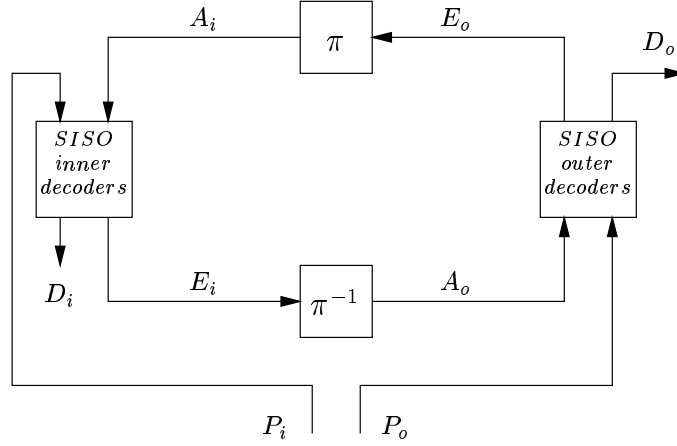 A_i
π
E_o
D_o
SISO
inner
decoders
SISO
outer
decoders
D_i
E_i
π^{-1}
A_o
P_i
P_o